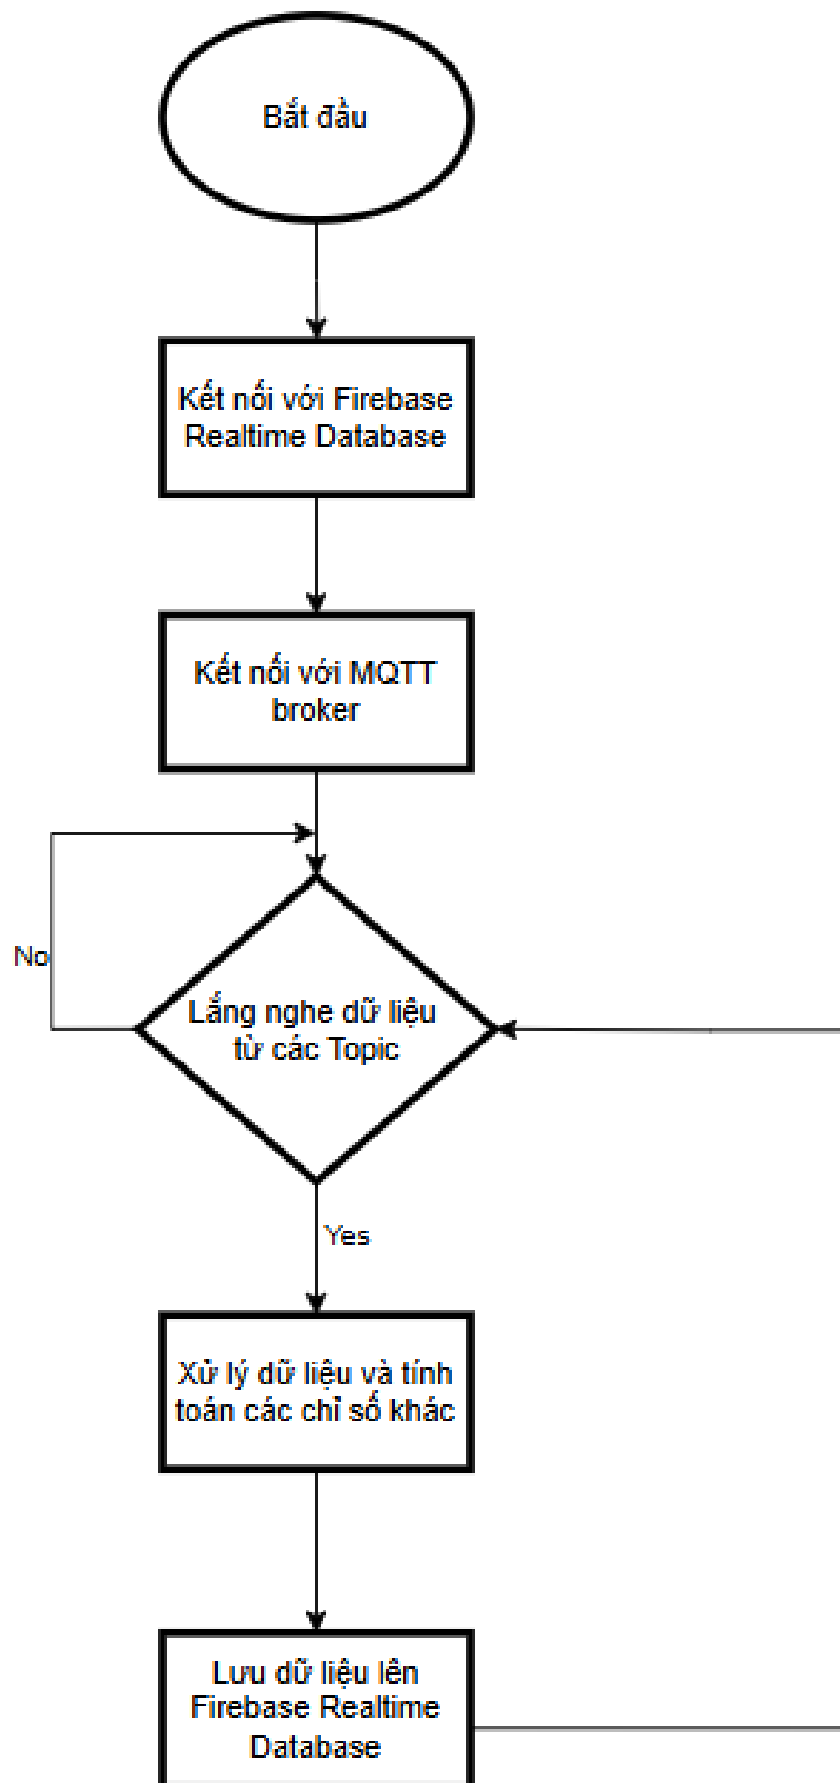 Bắt đầu
Kết nối với Firebase
Realtime Database
Kết nối với MQTT
broker
No
Lắng nghe dữ liệu
từ các Topic
Yes
Xử lý dữ liệu và tính
toán các chỉ số khác
Lưu dữ liệu lên
Firebase Realtime
Database